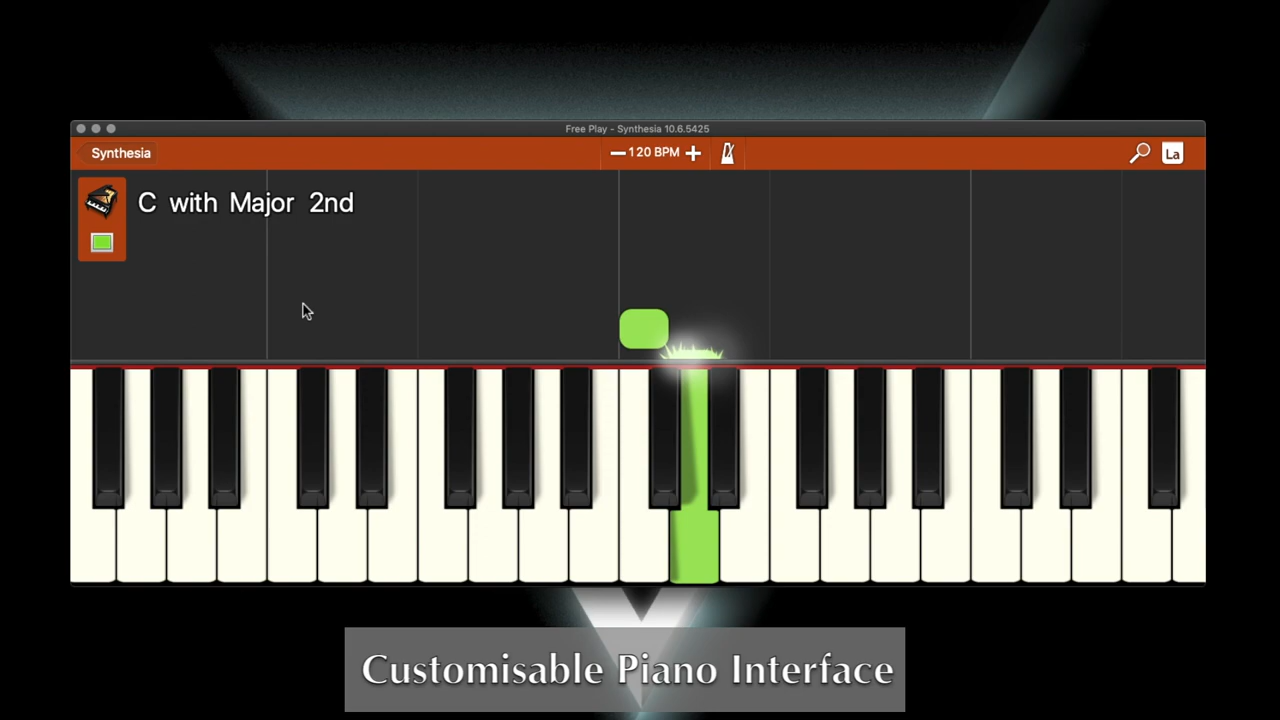 Free Play - Synthesia 10.6.5425
Synthesia
120 BPM
La
C with Major 2nd
Customisable Piano Interface